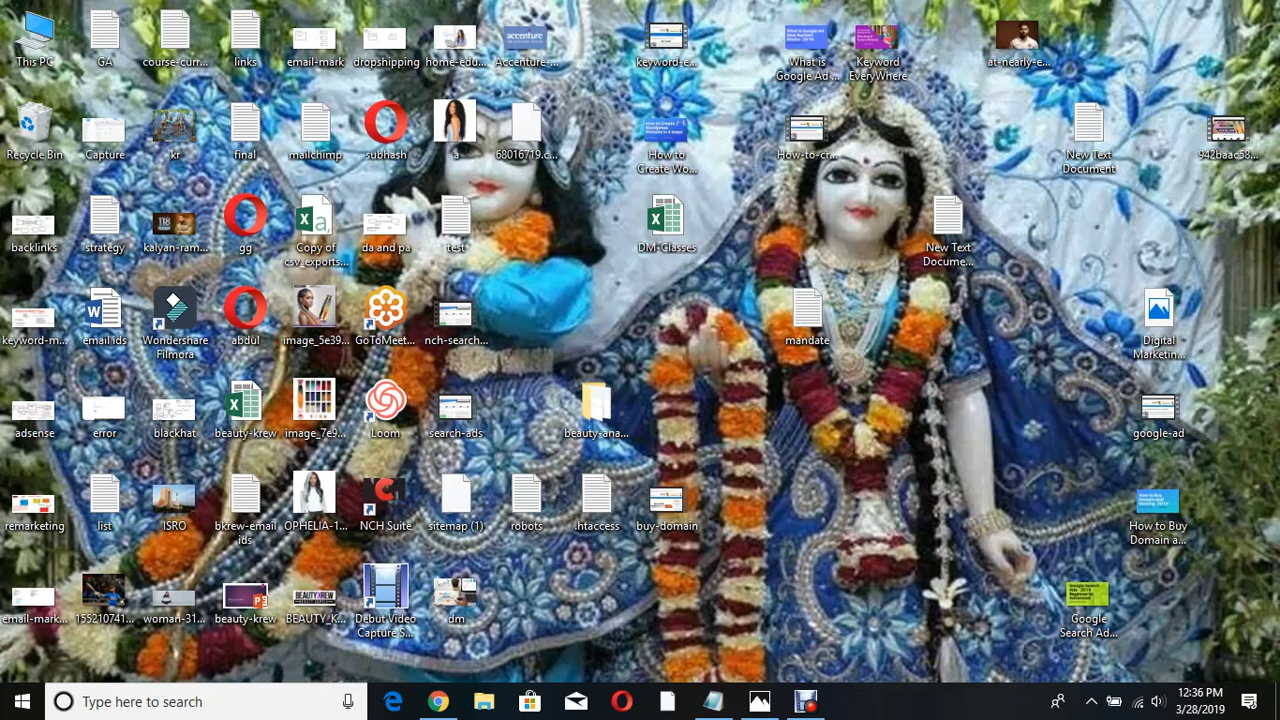 This PC
GA
course-curr...
links
email-mark
dropshipping
home-edu...
accenture
Accenture-...
keyword-e...
What is
Google Ad ...
Keyword
EveryWhere
at-nearly-e...
Recycle Bin
Capture
kr
final
mailchimp
subhash
a
68016719.c...
How to
Create Wo...
How-to-cr...
New Text
Document
942baac58...
backlinks
strategy
118
kalyan-ram...
gg
Copy of
csv_exports...
da and pa
test
DM-Classes
New Text
Docume...
keyword-m...
email ids
Wondershare
Filmora
abdul
image_5e39...
GoToMeet...
nch-search...
mandate
Digital
Marketin...
adsense
error
blackhat
beauty-krew
image_7e9...
Loom
search-ads
beauty-ana...
google-ad
remarketing
list
ISRO
bkrew-email
ids
OPHELIA-1...
NCH Suite
sitemap (1)
robots
.htaccess
buy-domain
How to Buy
Domain a...
email-mark...
155210741...
woman-31...
beauty-krew
BEAUTY_K...
Debut Video
Capture S...
dm
Google
Search Ad...
Type here to search
12:36 PM
3/28/2019